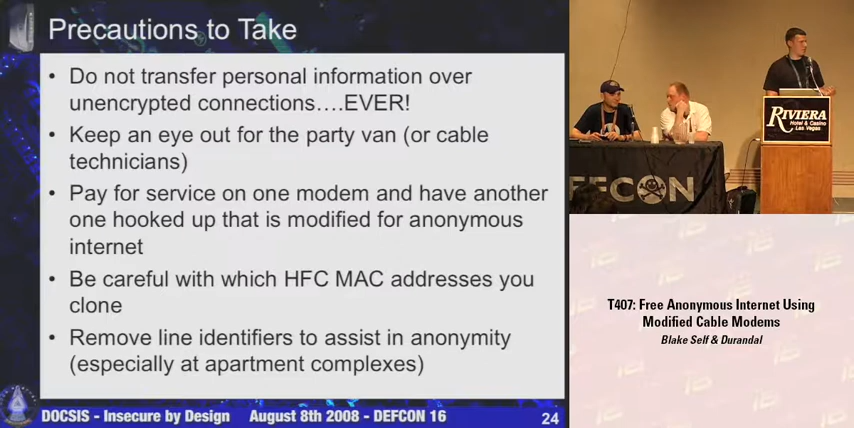 Precautions to Take
• Do not transfer personal information over
unencrypted connections....EVER!
• Keep an eye out for the party van (or cable
technicians)
• Pay for service on one modem and have another
one hooked up that is modified for anonymous
internet
• Be careful with which HFC MAC addresses you
clone
• Remove line identifiers to assist in anonymity
(especially at apartment complexes)
DOCSIS - Insecure by Design August 8th 2008 - DEFCON 16 24
RIVIERA
Hotel & Casino
Las Vegas
DEFCON
T407: Free Anonymous Internet Using
Modified Cable Modems
Blake Self & Durandal